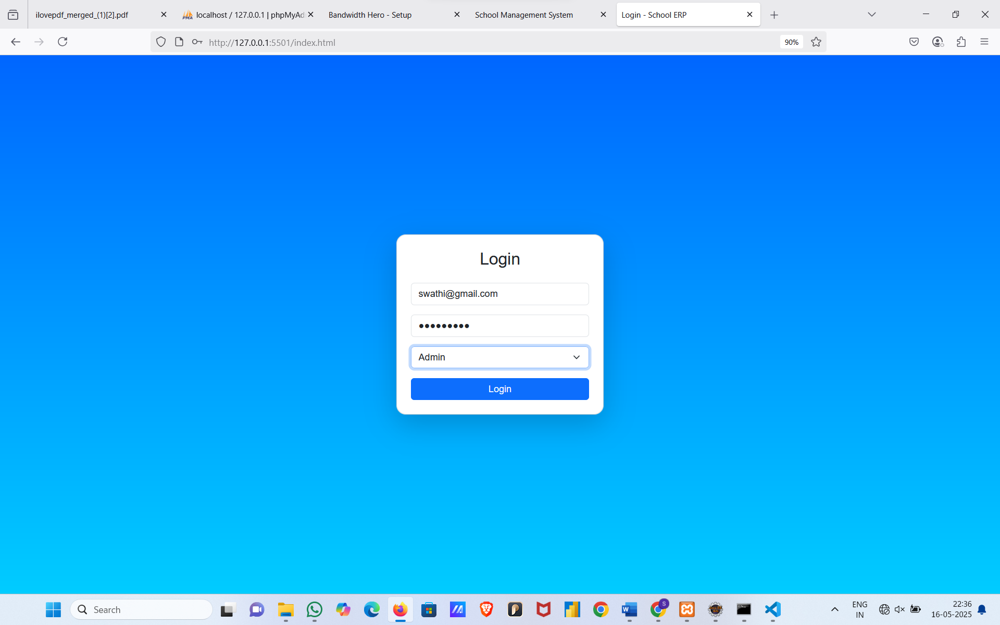 ilovepdf_merged_(1)[2].pdf
localhost / 127.0.0.1 | phpMyAd
Bandwidth Hero - Setup
School Management System
Login - School ERP
http://127.0.0.1:5501/index.html
90%
Login
swathi@gmail.com
Admin
Login
Search
S
ENG
IN
22:36
16-05-2025